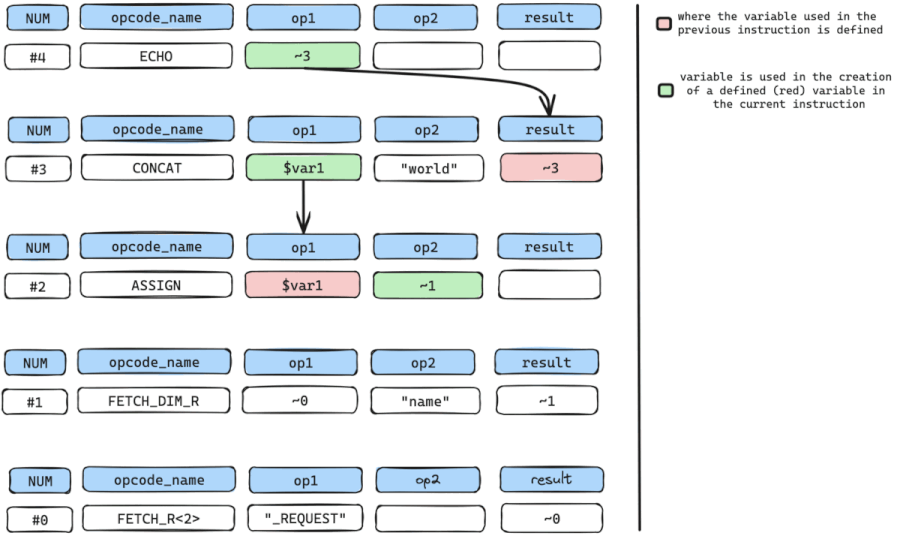 NUM opcode_name op1 op2 result
#4 ECHO ~3
NUM opcode_name op1 op2 result
#3 CONCAT $var1 "world" ~3
NUM opcode_name op1 op2 result
#2 ASSIGN $var1 ~1
NUM opcode_name op1 op2 result
#1 FETCH_DIM_R ~0 "name" ~1
NUM opcode_name op1 op2 result
#0 FETCH_R<2> "_REQUEST" ~0
where the variable used in the
previous instruction is defined
variable is used in the creation
of a defined (red) variable in
the current instruction